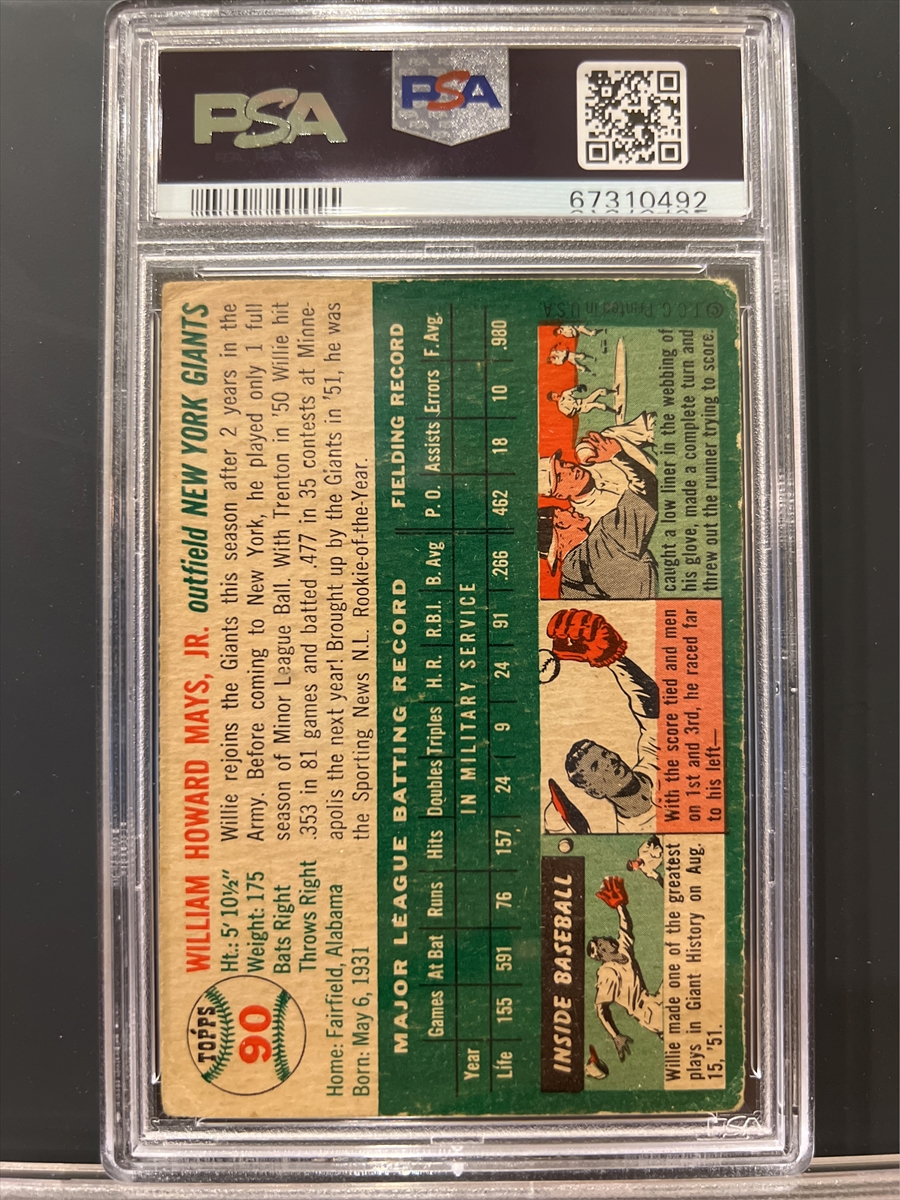 PSA
PSA
67310492
TOPPS
90
WILLIAM HOWARD MAYS, JR. outfield NEW YORK GIANTS
Ht.: 5' 10½"
Weight: 175
Bats Right
Throws Right
Home: Fairfield, Alabama
Born: May 6, 1931
Willie rejoins the Giants this season after 2 years in the
Army. Before coming to New York, he played only 1 full
season of Minor League Ball. With Trenton in '50 Willie hit
.353 in 81 games and batted .477 in 35 contests at Minne-
apolis the next year! Brought up by the Giants in '51, he was
the Sporting News N.L. Rookie-of-the-Year.
MAJOR LEAGUE BATTING RECORD FIELDING RECORD
Games At Bat Runs Hits Doubles Triples H. R. R.B.I. B. Avg P. O. Assists Errors F. Avg.
Year IN MILITARY SERVICE
Life 155 591 76 157 24 9 24 91 .266 462 18 10 .980
INSIDE BASEBALL
Willie made one of the greatest
plays in Giant History on Aug.
15, '51.
With the score tied and men
on 1st and 3rd, he raced far
to his left—
caught a low liner in the webbing of
his glove, made a complete turn and
threw out the runner trying to score.
© T.C.G. Printed in U.S.A.